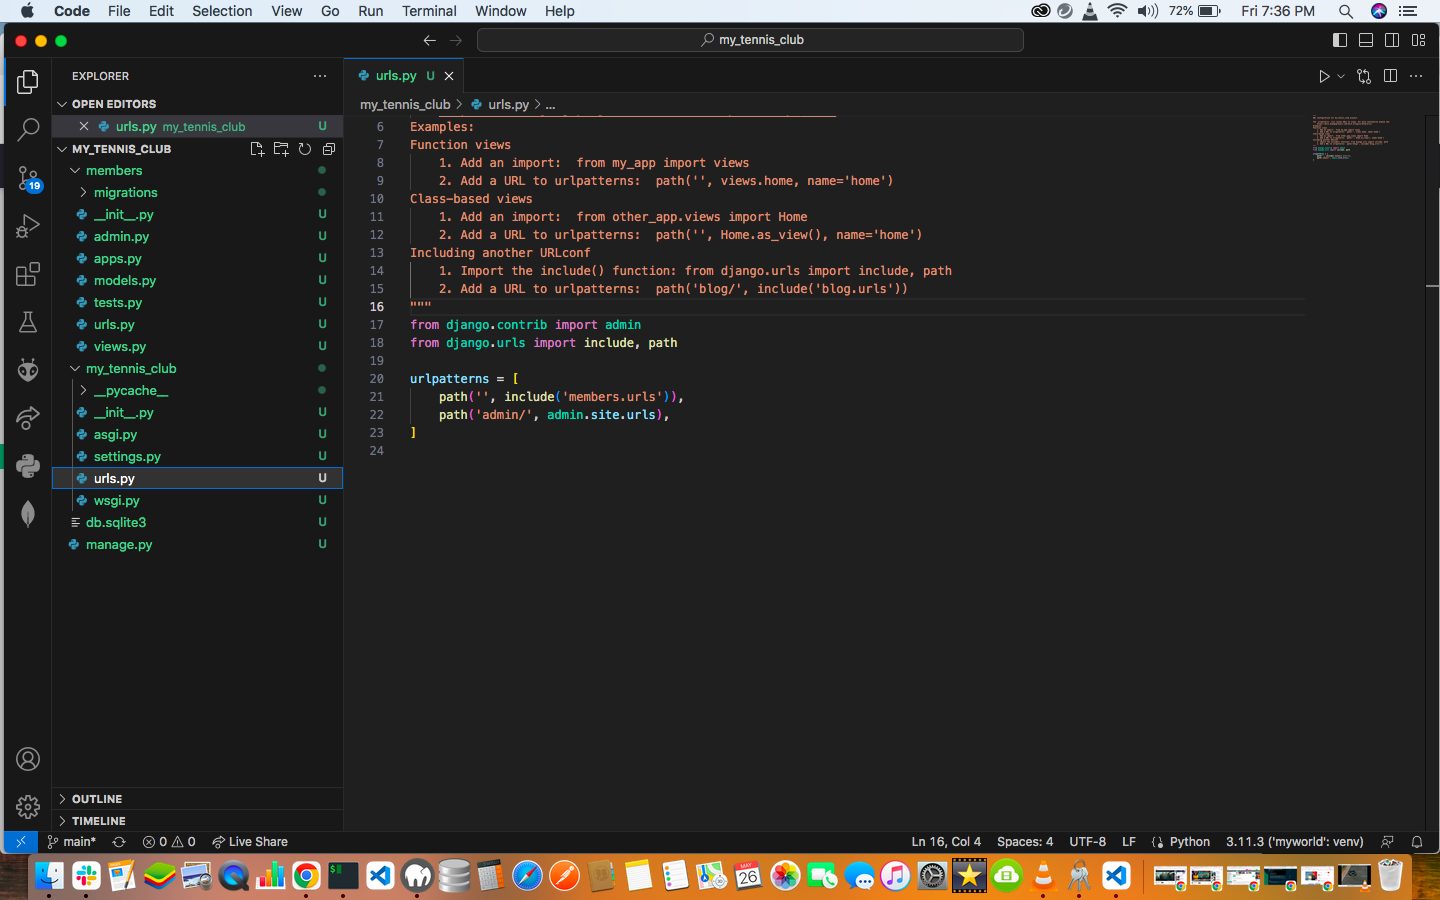 Code File Edit Selection View Go Run Terminal Window Help 72% Fri 7:36 PM
my_tennis_club
EXPLORER
urls.py U
OPEN EDITORS
urls.py my_tennis_club U
my_tennis_club urls.py ...
MY_TENNIS_CLUB
members
migrations
__init__.py U
admin.py U
apps.py U
models.py U
tests.py U
urls.py U
views.py U
my_tennis_club
__pycache__
__init__.py U
asgi.py U
settings.py U
urls.py U
wsgi.py U
db.sqlite3 U
manage.py U
19
OUTLINE
TIMELINE
6 Examples:
7 Function views
8 1. Add an import:  from my_app import views
9 2. Add a URL to urlpatterns:  path('', views.home, name='home')
10 Class-based views
11 1. Add an import:  from other_app.views import Home
12 2. Add a URL to urlpatterns:  path('', Home.as_view(), name='home')
13 Including another URLconf
14 1. Import the include() function: from django.urls import include, path
15 2. Add a URL to urlpatterns:  path('blog/', include('blog.urls'))
16 """
17 from django.contrib import admin
18 from django.urls import include, path
19
20 urlpatterns = [
21 path('', include('members.urls')),
22 path('admin/', admin.site.urls),
23 ]
24
main* 0 0 Live Share Ln 16, Col 4 Spaces: 4 UTF-8 LF Python 3.11.3 ('myworld': venv)
MAY
26